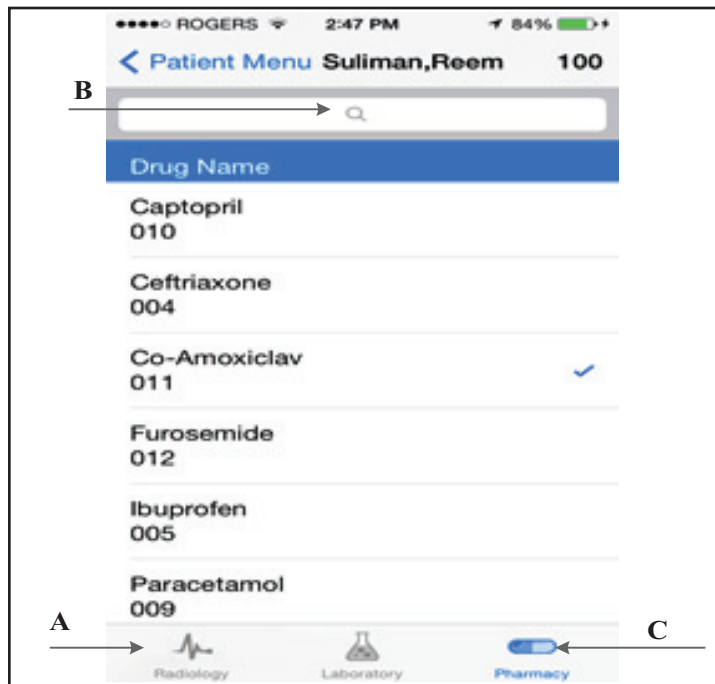 ROGERS 2:47 PM 84%
Patient Menu Suliman,Reem 100
B
Drug Name
Captopril
010
Ceftriaxone
004
Co-Amoxiclav
011
Furosemide
012
Ibuprofen
005
Paracetamol
009
A
C
Radiology Laboratory Pharmacy